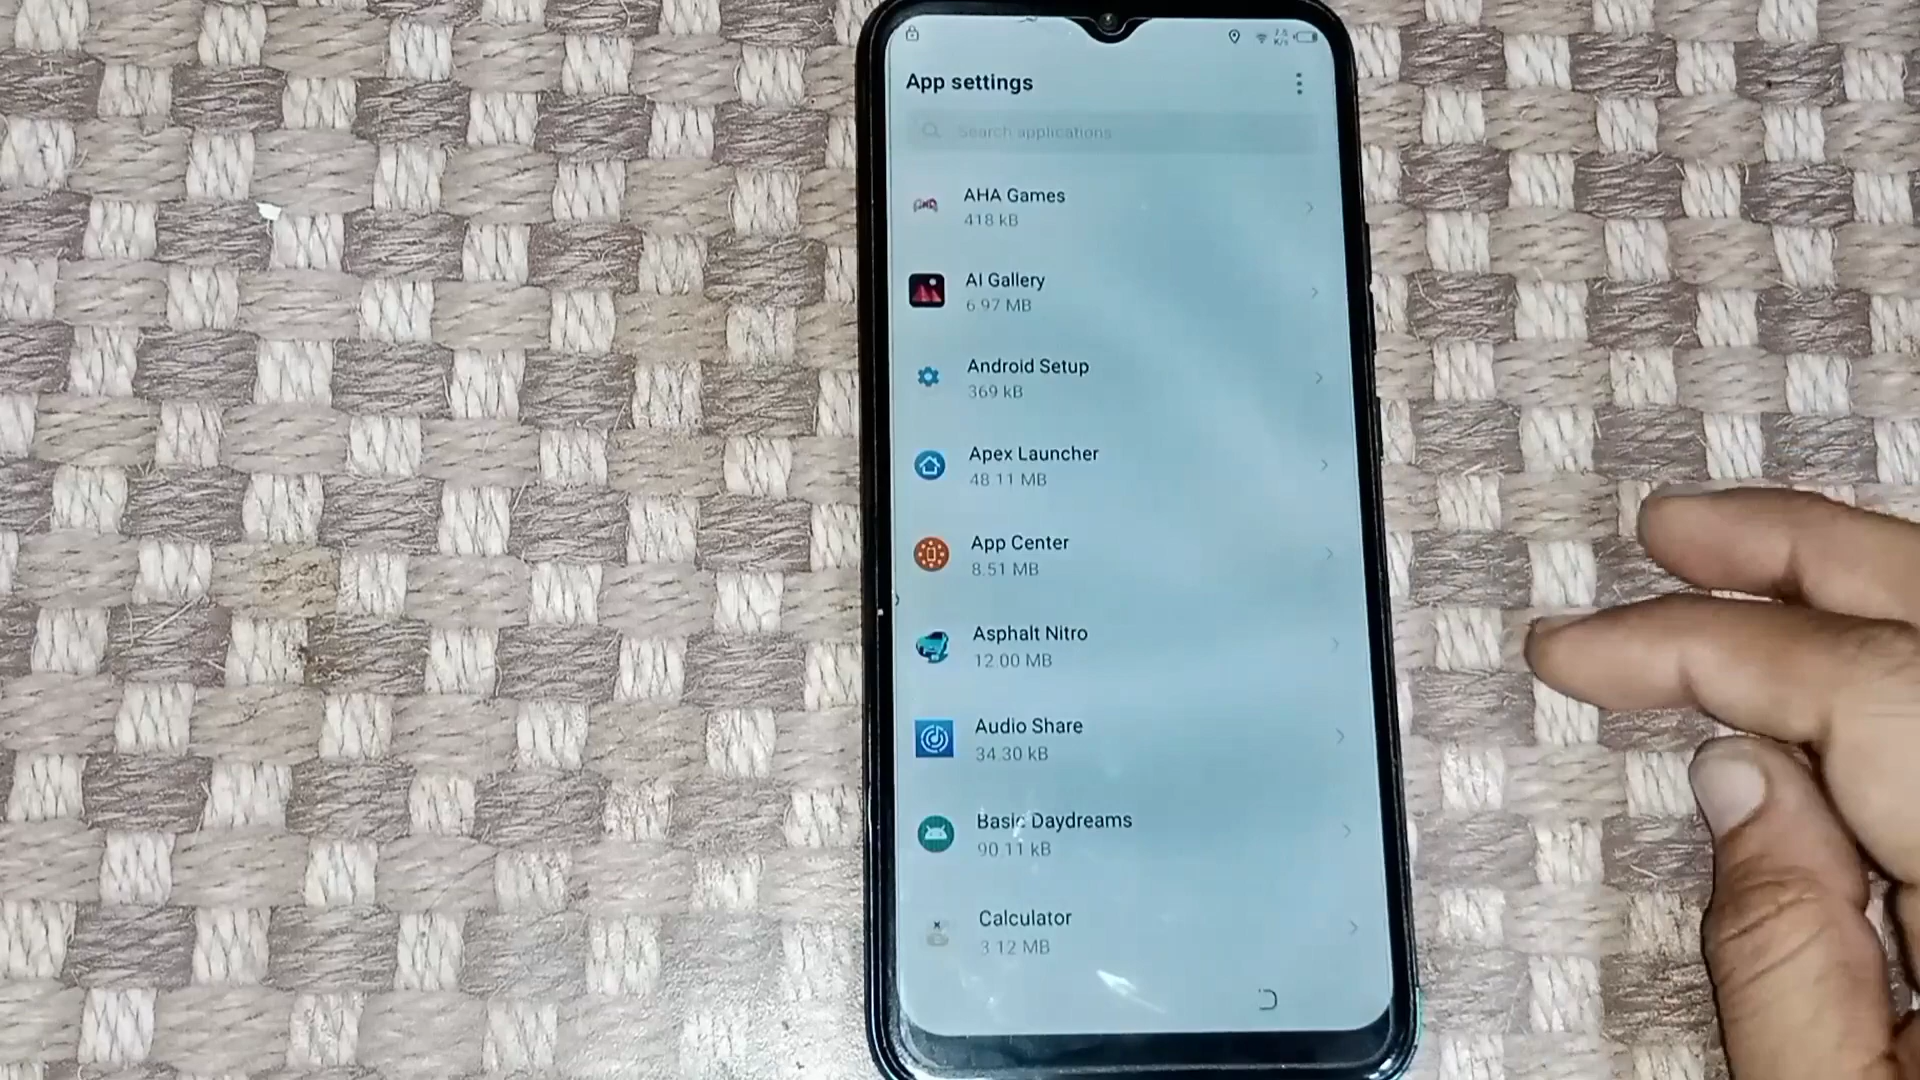 App settings
Search applications
AHA Games
418 kB
AI Gallery
6.97 MB
Android Setup
369 kB
Apex Launcher
48.11 MB
App Center
8.51 MB
Asphalt Nitro
12.00 MB
Audio Share
34.30 kB
Basic Daydreams
90.11 kB
Calculator
3.12 MB